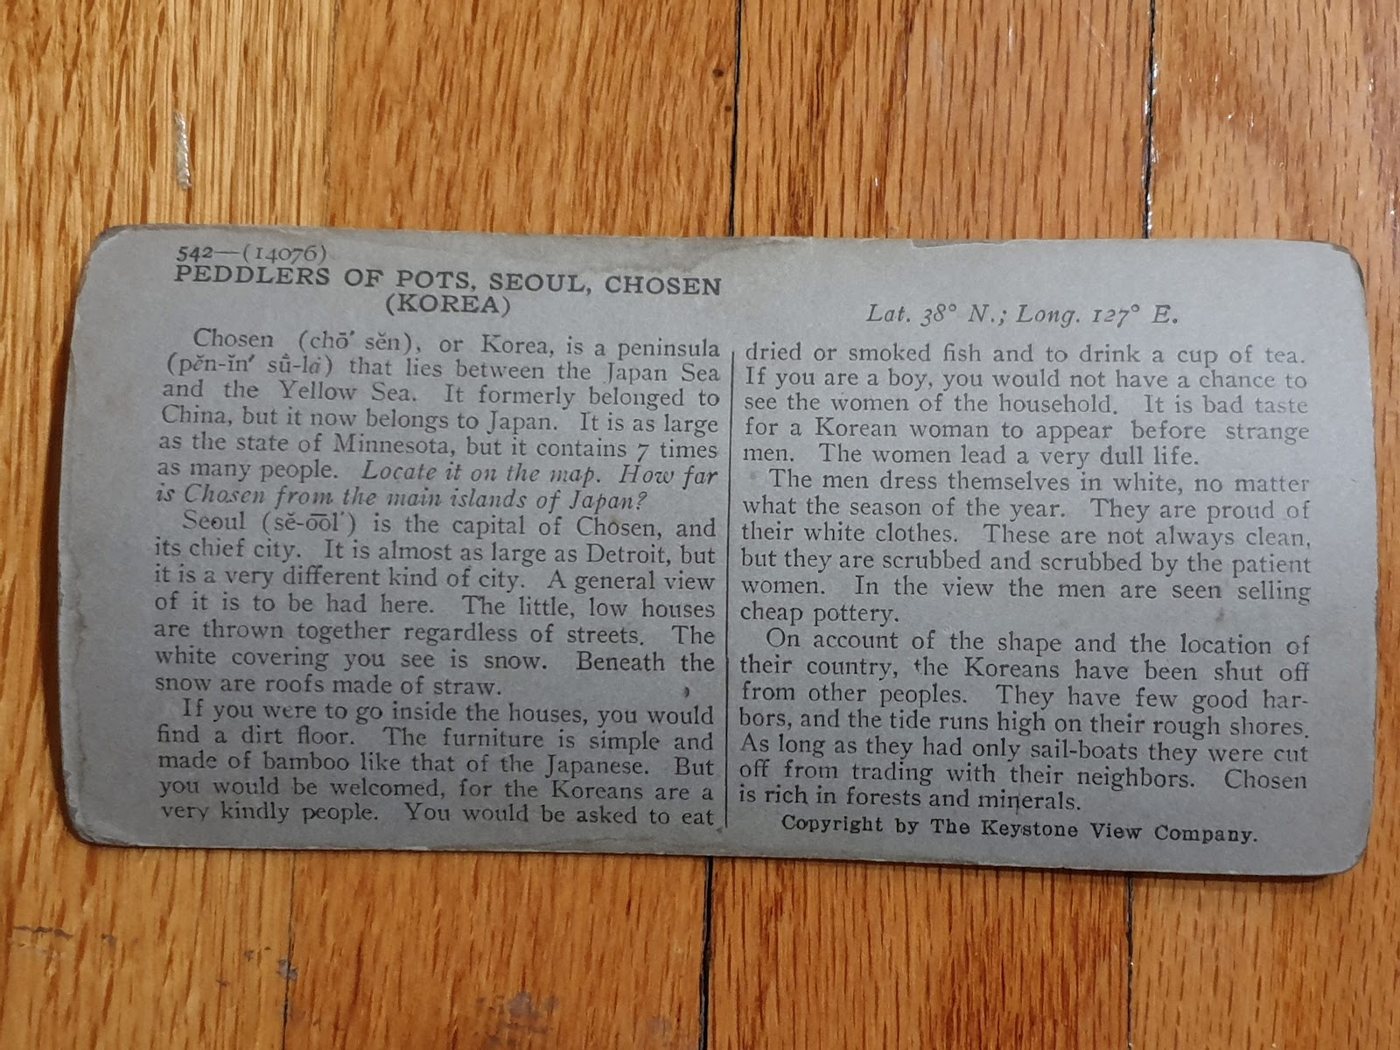 542—(14076)
PEDDLERS OF POTS, SEOUL, CHOSEN
(KOREA)
Chosen (chō′ sĕn), or Korea, is a peninsula
(pĕn-ĭn′ sû-lȧ) that lies between the Japan Sea
and the Yellow Sea. It formerly belonged to
China, but it now belongs to Japan. It is as large
as the state of Minnesota, but it contains 7 times
as many people. Locate it on the map. How far
is Chosen from the main islands of Japan?
Seoul (sĕ-o͞ol′) is the capital of Chosen, and
its chief city. It is almost as large as Detroit, but
it is a very different kind of city. A general view
of it is to be had here. The little, low houses
are thrown together regardless of streets. The
white covering you see is snow. Beneath the
snow are roofs made of straw.
If you were to go inside the houses, you would
find a dirt floor. The furniture is simple and
made of bamboo like that of the Japanese. But
you would be welcomed, for the Koreans are a
very kindly people. You would be asked to eat
Lat. 38° N.; Long. 127° E.
dried or smoked fish and to drink a cup of tea.
If you are a boy, you would not have a chance to
see the women of the household. It is bad taste
for a Korean woman to appear before strange
men. The women lead a very dull life.
The men dress themselves in white, no matter
what the season of the year. They are proud of
their white clothes. These are not always clean,
but they are scrubbed and scrubbed by the patient
women. In the view the men are seen selling
cheap pottery.
On account of the shape and the location of
their country, the Koreans have been shut off
from other peoples. They have few good har-
bors, and the tide runs high on their rough shores.
As long as they had only sail-boats they were cut
off from trading with their neighbors. Chosen
is rich in forests and minerals.
Copyright by The Keystone View Company.